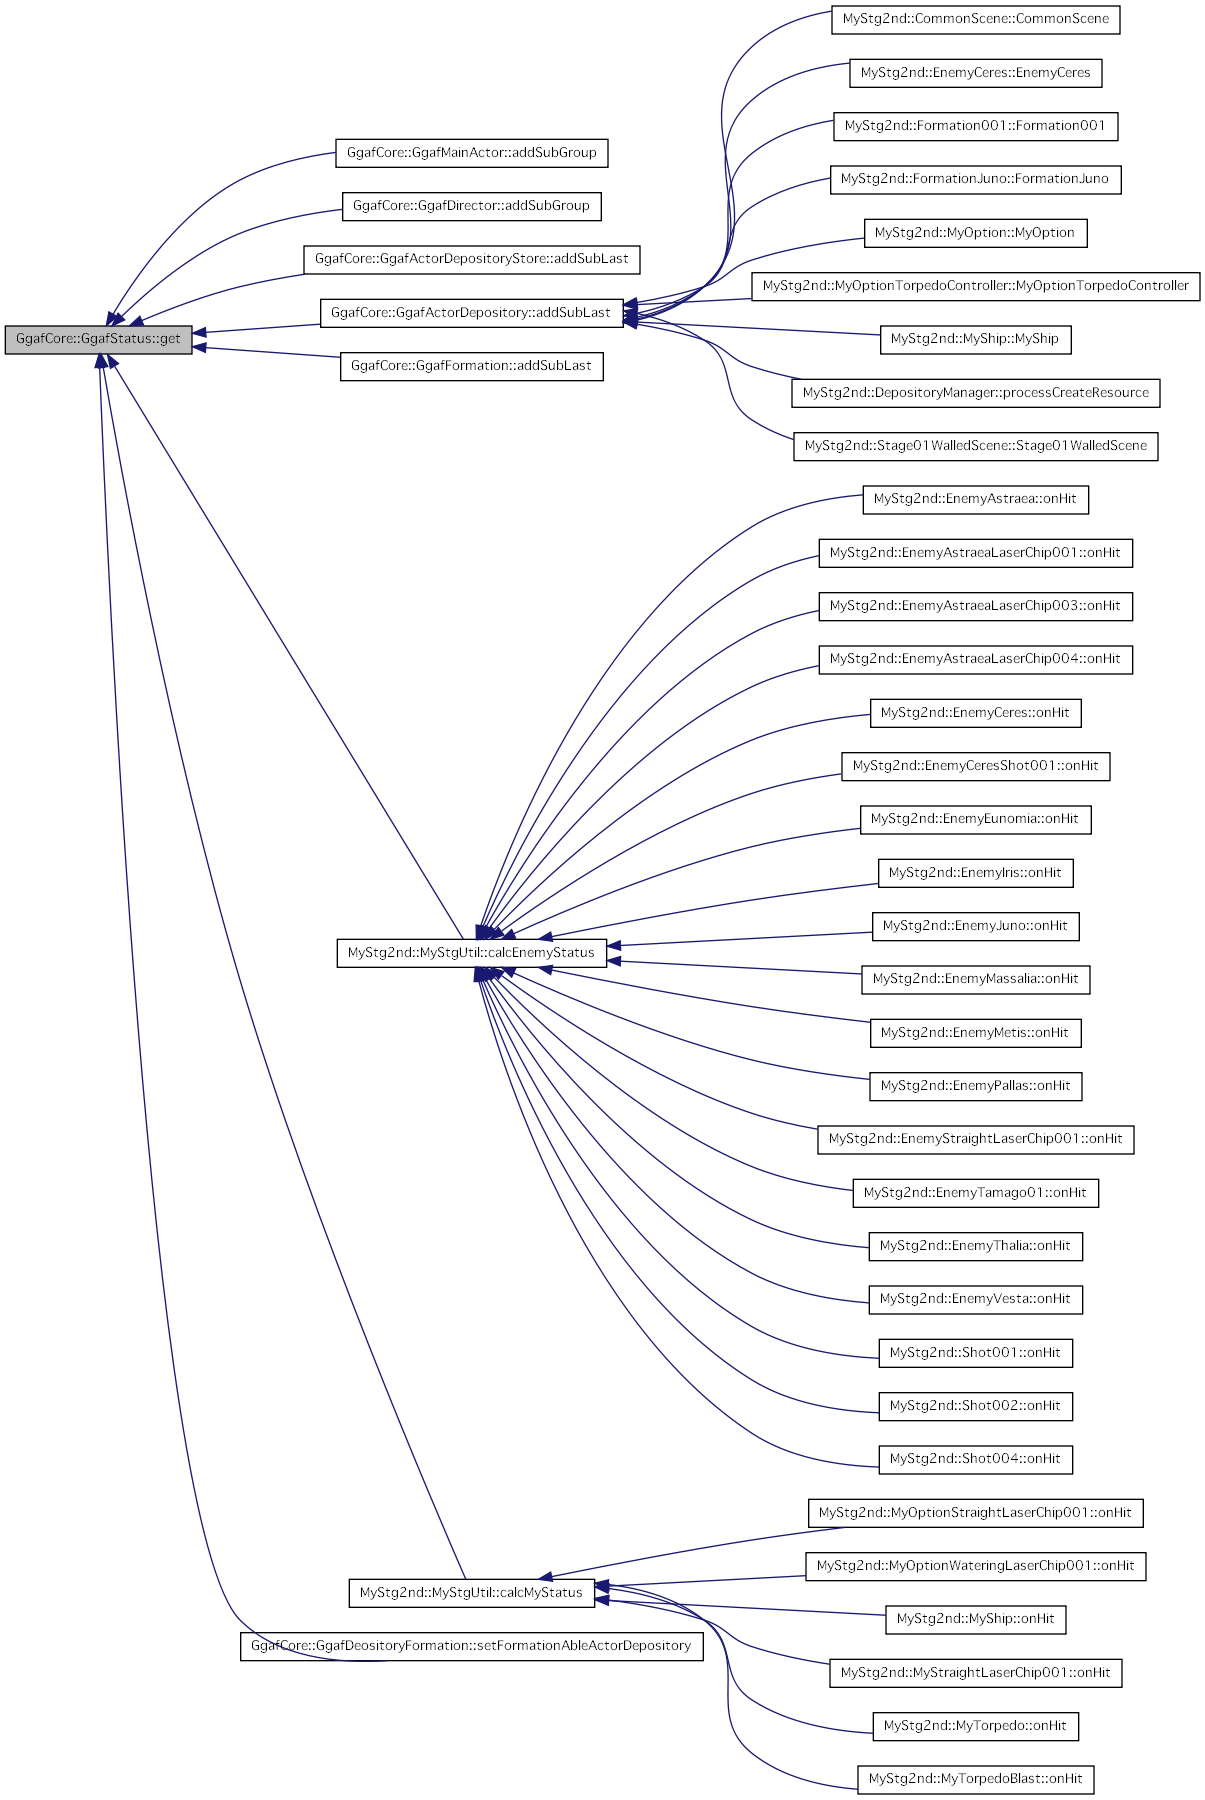 MyStg2nd::CommonScene::CommonScene
MyStg2nd::EnemyCeres::EnemyCeres
MyStg2nd::Formation001::Formation001
GgafCore::GgafMainActor::addSubGroup
MyStg2nd::FormationJuno::FormationJuno
GgafCore::GgafDirector::addSubGroup
MyStg2nd::MyOption::MyOption
GgafCore::GgafActorDepositoryStore::addSubLast
MyStg2nd::MyOptionTorpedoController::MyOptionTorpedoController
GgafCore::GgafActorDepository::addSubLast
GgafCore::GgafStatus::get
MyStg2nd::MyShip::MyShip
GgafCore::GgafFormation::addSubLast
MyStg2nd::DepositoryManager::processCreateResource
MyStg2nd::Stage01WalledScene::Stage01WalledScene
MyStg2nd::EnemyAstraea::onHit
MyStg2nd::EnemyAstraeaLaserChip001::onHit
MyStg2nd::EnemyAstraeaLaserChip003::onHit
MyStg2nd::EnemyAstraeaLaserChip004::onHit
MyStg2nd::EnemyCeres::onHit
MyStg2nd::EnemyCeresShot001::onHit
MyStg2nd::EnemyEunomia::onHit
MyStg2nd::EnemyIris::onHit
MyStg2nd::EnemyJuno::onHit
MyStg2nd::MyStgUtil::calcEnemyStatus
MyStg2nd::EnemyMassalia::onHit
MyStg2nd::EnemyMetis::onHit
MyStg2nd::EnemyPallas::onHit
MyStg2nd::EnemyStraightLaserChip001::onHit
MyStg2nd::EnemyTamago01::onHit
MyStg2nd::EnemyThalia::onHit
MyStg2nd::EnemyVesta::onHit
MyStg2nd::Shot001::onHit
MyStg2nd::Shot002::onHit
MyStg2nd::Shot004::onHit
MyStg2nd::MyOptionStraightLaserChip001::onHit
MyStg2nd::MyOptionWateringLaserChip001::onHit
MyStg2nd::MyStgUtil::calcMyStatus
MyStg2nd::MyShip::onHit
GgafCore::GgafDeositoryFormation::setFormationAbleActorDepository
MyStg2nd::MyStraightLaserChip001::onHit
MyStg2nd::MyTorpedo::onHit
MyStg2nd::MyTorpedoBlast::onHit